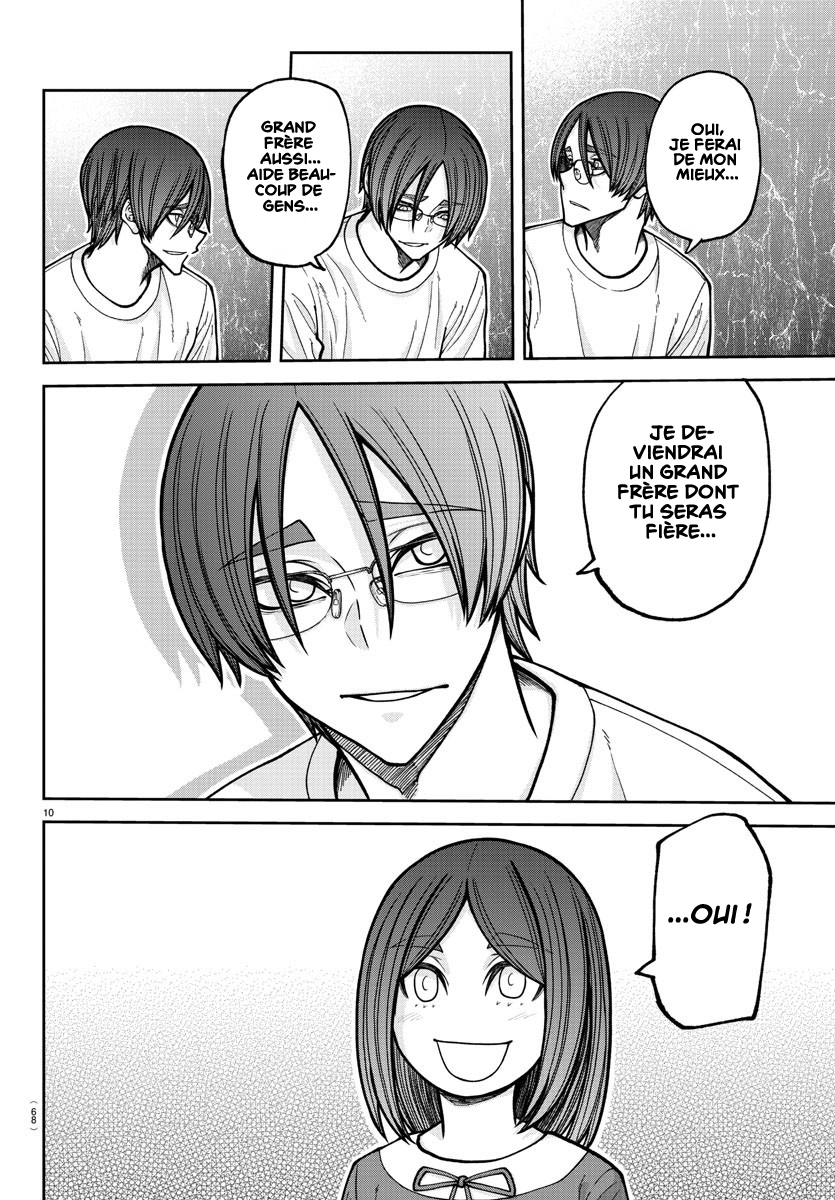 OUI,
JE FERAI
DE MON
MIEUX...
GRAND
FRÈRE
AUSSI...
AIDE BEAU-
COUP DE
GENS...
JE DE-
VIENDRAI
UN GRAND
FRÈRE DONT
TU SERAS
FIÈRE...
10
...OUI !
(68)